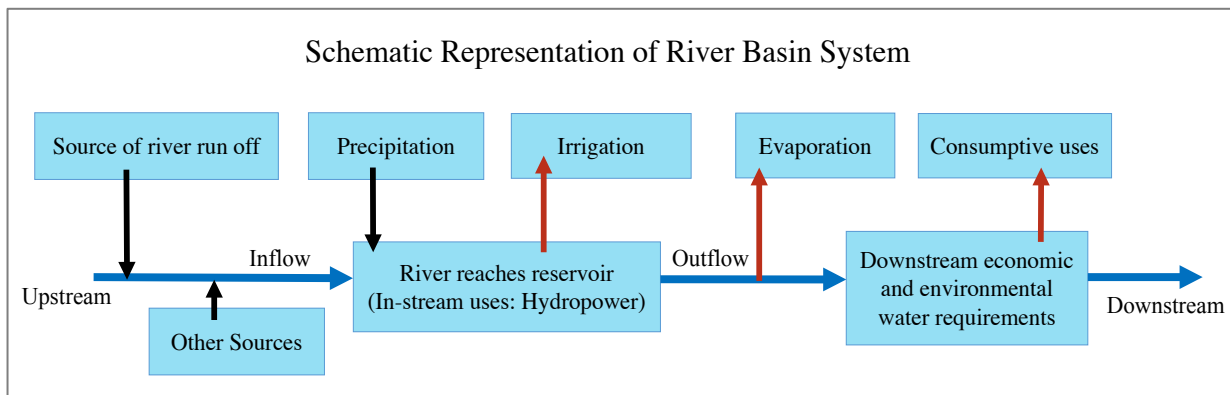 Schematic Representation of River Basin System
Source of river run off
Precipitation
Irrigation
Evaporation
Consumptive uses
Upstream
Inflow
Other Sources
River reaches reservoir
(In-stream uses: Hydropower)
Outflow
Downstream economic
and environmental
water requirements
Downstream